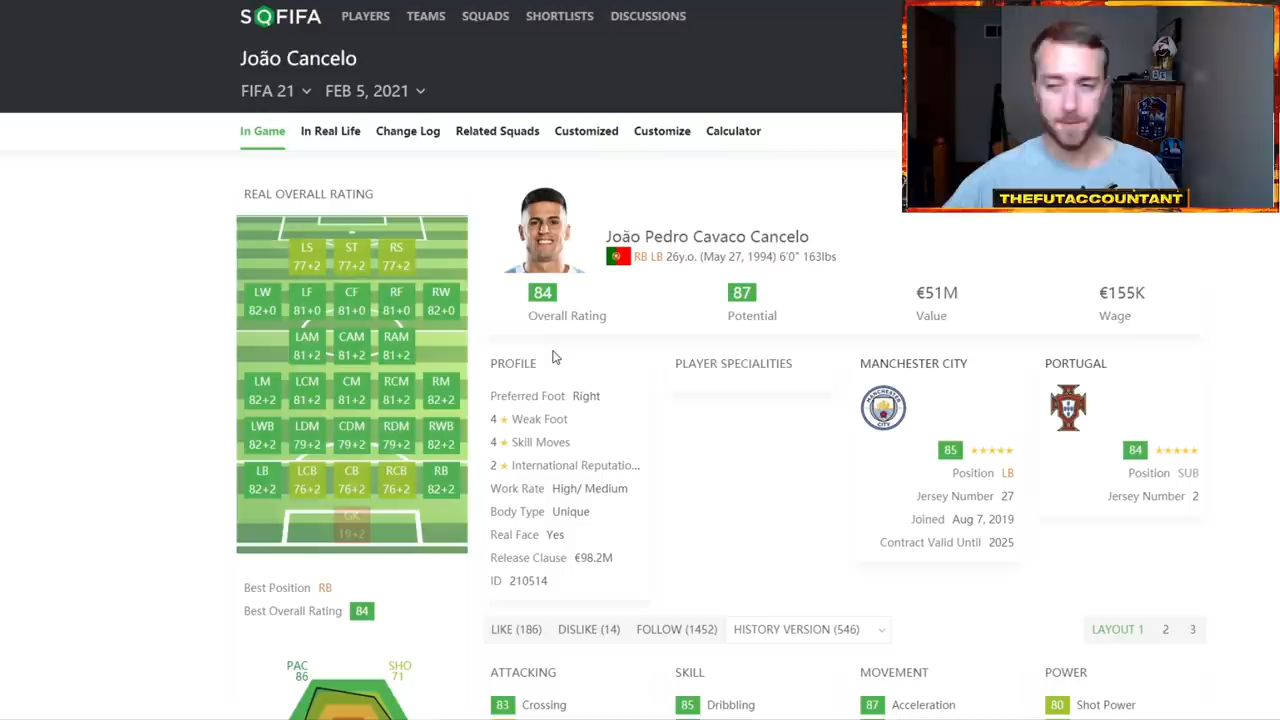 SOFIFA PLAYERS TEAMS SQUADS SHORTLISTS DISCUSSIONS
João Cancelo
FIFA 21 FEB 5, 2021
In Game In Real Life Change Log Related Squads Customized Customize Calculator
THEFUTACCOUNTANT
REAL OVERALL RATING
LS ST RS
77+2 77+2 77+2
LW LF CF RF RW
82+0 81+0 81+0 81+0 82+0
LAM CAM RAM
81+2 81+2 81+2
LM LCM CM RCM RM
82+2 81+2 81+2 81+2 82+2
LWB LDM CDM RDM RWB
82+2 79+2 79+2 79+2 82+2
LB LCB CB RCB RB
82+2 76+2 76+2 76+2 82+2
GK
19+2
Best Position RB
Best Overall Rating 84
PAC SHO
86 71
João Pedro Cavaco Cancelo
RB LB 26y.o. (May 27, 1994) 6'0" 163lbs
84 87 €51M €155K
Overall Rating Potential Value Wage
PROFILE
Preferred Foot Right
4 ★ Weak Foot
4 ★ Skill Moves
2 ★ International Reputatio...
Work Rate High/ Medium
Body Type Unique
Real Face Yes
Release Clause €98.2M
ID 210514
PLAYER SPECIALITIES
MANCHESTER CITY
85 ★★★★★
Position LB
Jersey Number 27
Joined Aug 7, 2019
Contract Valid Until 2025
PORTUGAL
84 ★★★★★
Position SUB
Jersey Number 2
LIKE (186) DISLIKE (14) FOLLOW (1452) HISTORY VERSION (546) LAYOUT 1 2 3
ATTACKING SKILL MOVEMENT POWER
83 Crossing 85 Dribbling 87 Acceleration 80 Shot Power